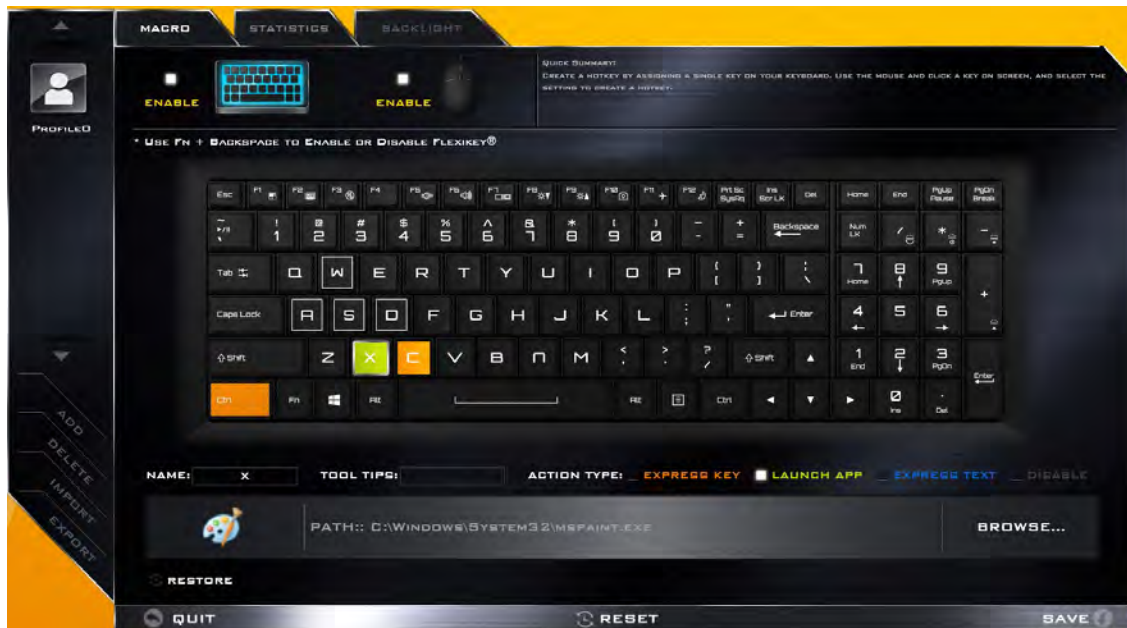 MACRO STATISTICS BACKLIGHT
QUICK SUMMARY:
CREATE A HOTKEY BY ASSIGNING A SINGLE KEY ON YOUR KEYBOARD. USE THE MOUSE AND CLICK A KEY ON SCREEN, AND SELECT THE
SETTING TO CREATE A HOTKEY.
ENABLE ENABLE
PROFILE0
* USE FN + BACKSPACE TO ENABLE OR DISABLE FLEXIKEY®
Esc F1 F2 F3 F4 F5 F6 F7 F8 F9 F10 F11 F12 Prt Sc SysRq Ins Scr LK Del Home End PgUp Pause PgDn Break
~ ` ! 1 @ 2 # 3 $ 4 % 5 ^ 6 & 7 * 8 ( 9 ) 0 - + = Backspace Num LK / * -
Tab Q W E R T Y U I O P { [ } ] \ 7 Home 8 9 PgUp +
Caps Lock A S D F G H J K L : ; " ' Enter 4 5 6
Shift Z X C V B N M < > ? / Shift 1 End 2 3 PgDn Enter
Ctrl Fn Alt Alt Ctrl 0 Ins . Del
NAME: X TOOL TIPS: ACTION TYPE: EXPRESS KEY LAUNCH APP EXPRESS TEXT DISABLE
PATH:: C:\WINDOWS\SYSTEM32\MSPAINT.EXE BROWSE...
ADD
DELETE
IMPORT
EXPORT
RESTORE
QUIT RESET SAVE